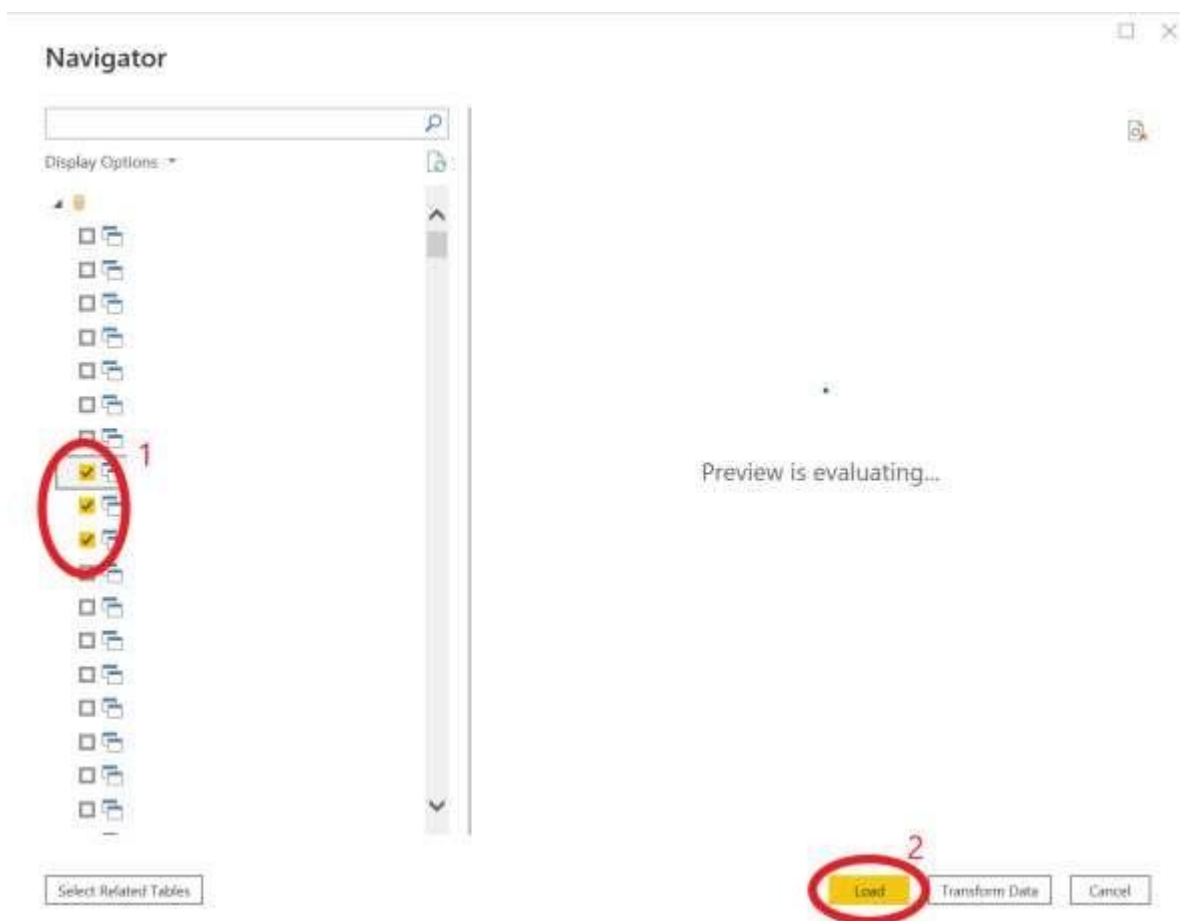 Navigator
Display Options
1
Preview is evaluating...
2
Select Related Tables
Load
Transform Data
Cancel